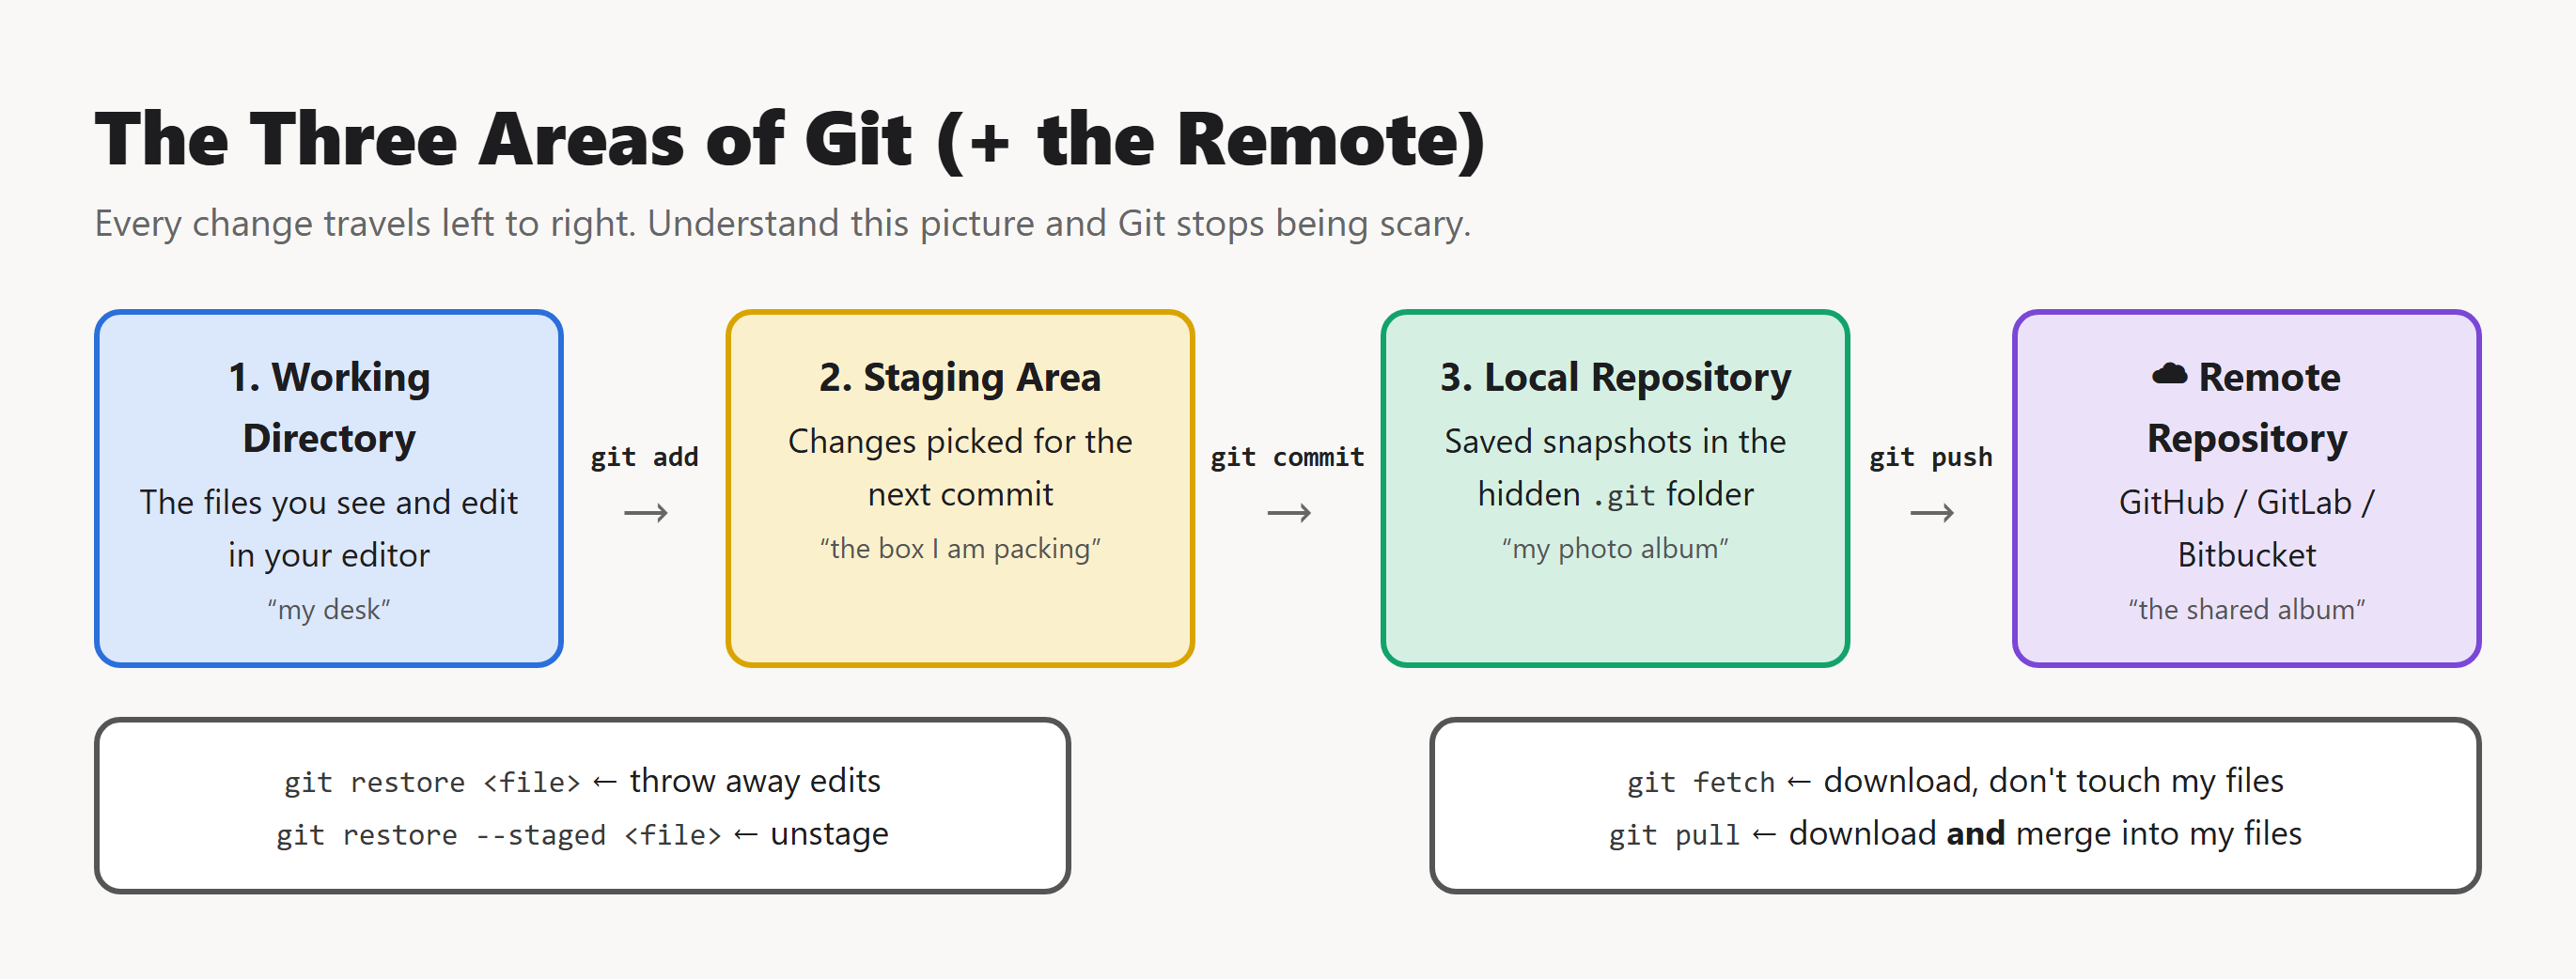 The Three Areas of Git (+ the Remote)
Every change travels left to right. Understand this picture and Git stops being scary.
1. Working
Directory
The files you see and edit
in your editor
“my desk”
git add
→
2. Staging Area
Changes picked for the
next commit
“the box I am packing”
git commit
→
3. Local Repository
Saved snapshots in the
hidden .git folder
“my photo album”
git push
→
☁ Remote
Repository
GitHub / GitLab /
Bitbucket
“the shared album”
git restore <file> ← throw away edits
git restore --staged <file> ← unstage
git fetch ← download, don't touch my files
git pull ← download and merge into my files